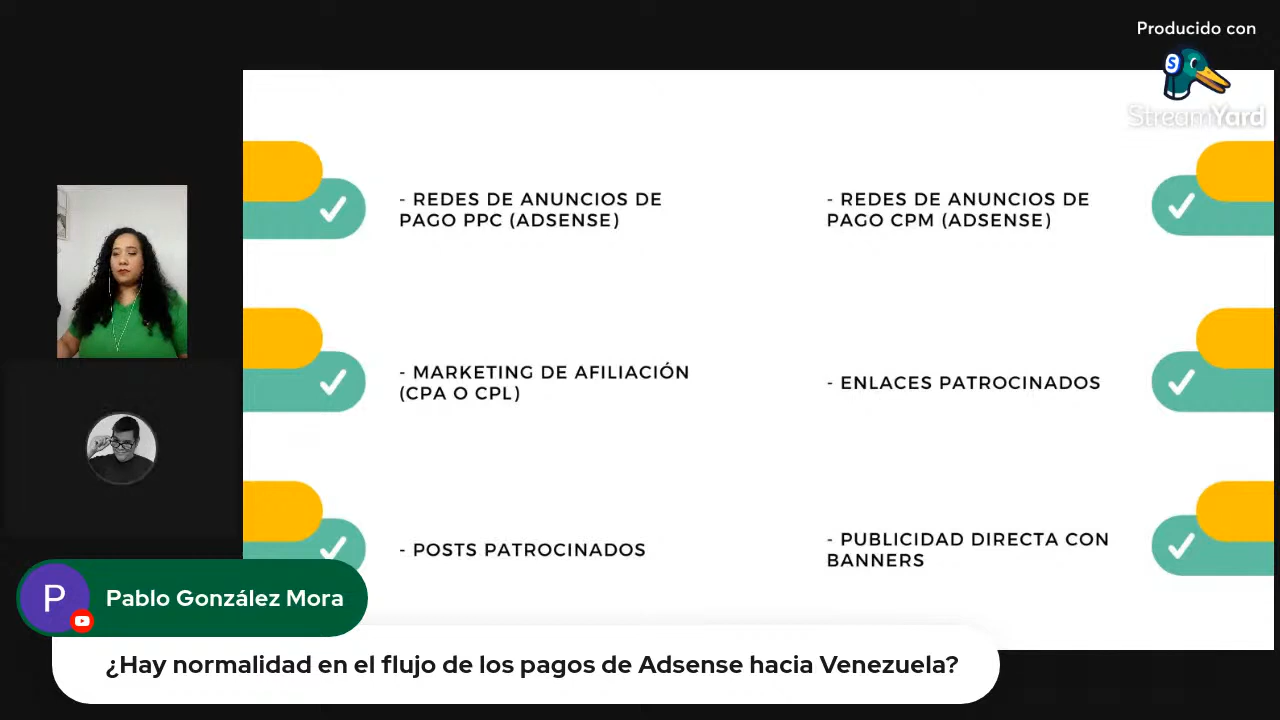 Producido con
StreamYard
- REDES DE ANUNCIOS DE
PAGO PPC (ADSENSE)
- REDES DE ANUNCIOS DE
PAGO CPM (ADSENSE)
- MARKETING DE AFILIACIÓN
(CPA O CPL)
- ENLACES PATROCINADOS
- POSTS PATROCINADOS
- PUBLICIDAD DIRECTA CON
BANNERS
P
Pablo González Mora
¿Hay normalidad en el flujo de los pagos de Adsense hacia Venezuela?